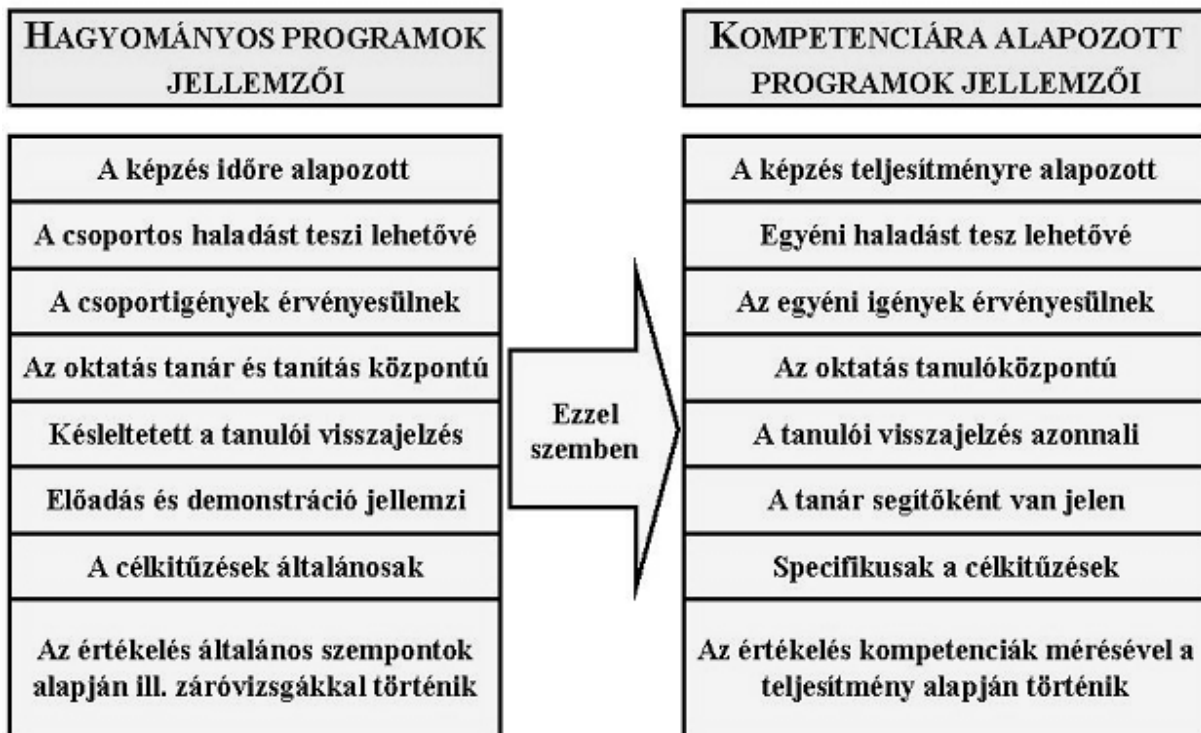 HAGYOMÁNYOS PROGRAMOK
JELLEMZŐI
A képzés időre alapozott
A csoportos haladást teszi lehetővé
A csoportigények érvényesülnek
Az oktatás tanár és tanítás központú
Késleltetett a tanulói visszajelzés
Előadás és demonstráció jellemzi
A célkitűzések általánosak
Az értékelés általános szempontok
alapján ill. záróvizsgákkal történik
Ezzel
szemben
KOMPETENCIÁRA ALAPOZOTT
PROGRAMOK JELLEMZŐI
A képzés teljesítményre alapozott
Egyéni haladást tesz lehetővé
Az egyéni igények érvényesülnek
Az oktatás tanulóközpontú
A tanulói visszajelzés azonnali
A tanár segítőként van jelen
Specifikusak a célkitűzések
Az értékelés kompetenciák mérésével a
teljesítmény alapján történik